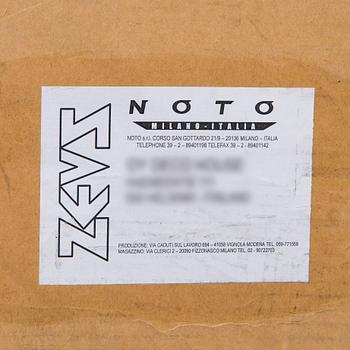 ZEUS
NOTO
MILANO-ITALIA
NOTO s.r.l. CORSO SAN GOTTARDO 21/9 – 20136 MILANO – ITALIA
TELEPHONE 39 – 2 – 89401198 TELEFAX 39 – 2 – 89401142
PRODUZIONE: VIA CADUTI SUL LAVORO 694 – 41058 VIGNOLA MODENA TEL. 059-771558
MAGAZZINO: VIA CLERICI 2 – 20090 FIZZONASCO MILANO TEL. 02 - 90722703